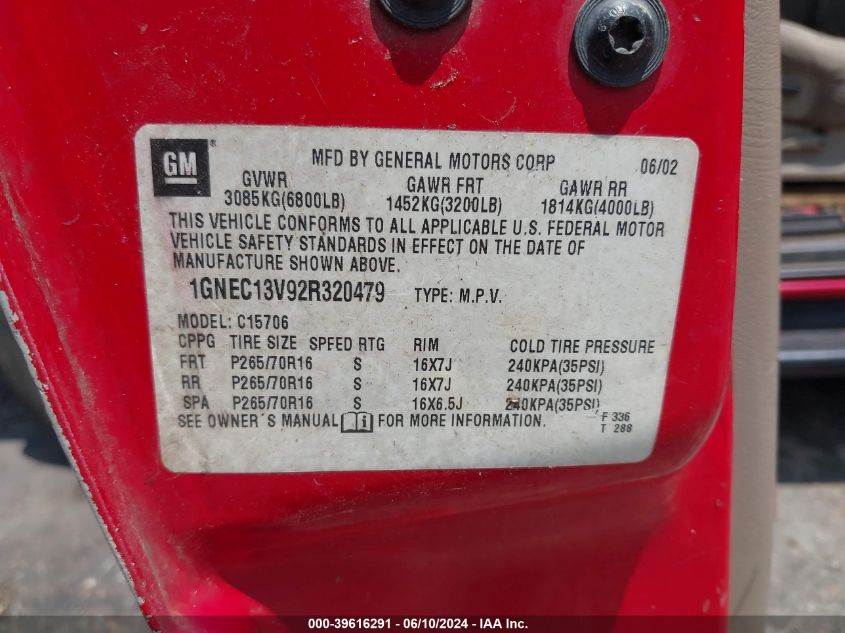 GM
MFD BY GENERAL MOTORS CORP 06/02
GVWR GAWR FRT GAWR RR
3085KG(6800LB) 1452KG(3200LB) 1814KG(4000LB)
THIS VEHICLE CONFORMS TO ALL APPLICABLE U.S. FEDERAL MOTOR
VEHICLE SAFETY STANDARDS IN EFFECT ON THE DATE OF
MANUFACTURE SHOWN ABOVE.
1GNEC13V92R320479 TYPE: M.P.V.
MODEL: C15706
CPPG TIRE SIZE SPEED RTG RIM COLD TIRE PRESSURE
FRT P265/70R16 S 16X7J 240KPA(35PSI)
RR P265/70R16 S 16X7J 240KPA(35PSI)
SPA P265/70R16 S 16X6.5J 240KPA(35PSI)
SEE OWNER'S MANUAL i FOR MORE INFORMATION.
F 336
T 286
000-39616291 - 06/10/2024 - IAA Inc.